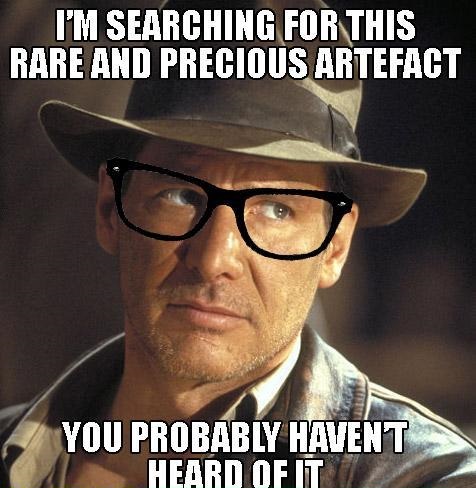 I'M SEARCHING FOR THIS
RARE AND PRECIOUS ARTEFACT
YOU PROBABLY HAVEN'T
HEARD OF IT